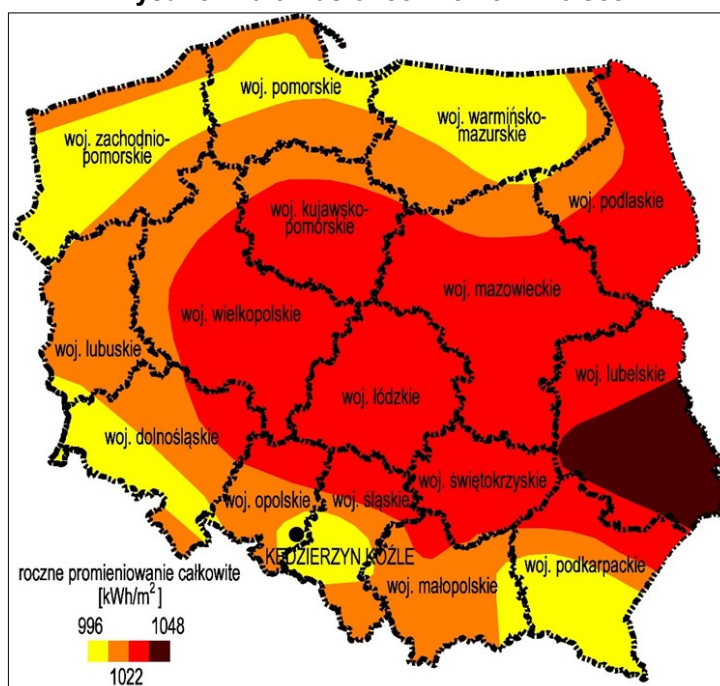 woj. pomorskie
woj. warmińsko-
mazurskie
woj. zachodnio-
pomorskie
woj. podlaskie
woj. kujawsko-
pomorskie
woj. mazowieckie
woj. wielkopolskie
woj. lubuskie
woj. lubelskie
woj. łódzkie
woj. dolnośląskie
woj. świętokrzyskie
woj. opolskie
woj. śląskie
KĘDZIERZYN KOŹLE
woj. podkarpackie
woj. małopolskie
roczne promieniowanie całkowite
[kWh/m²]
996 1048
1022